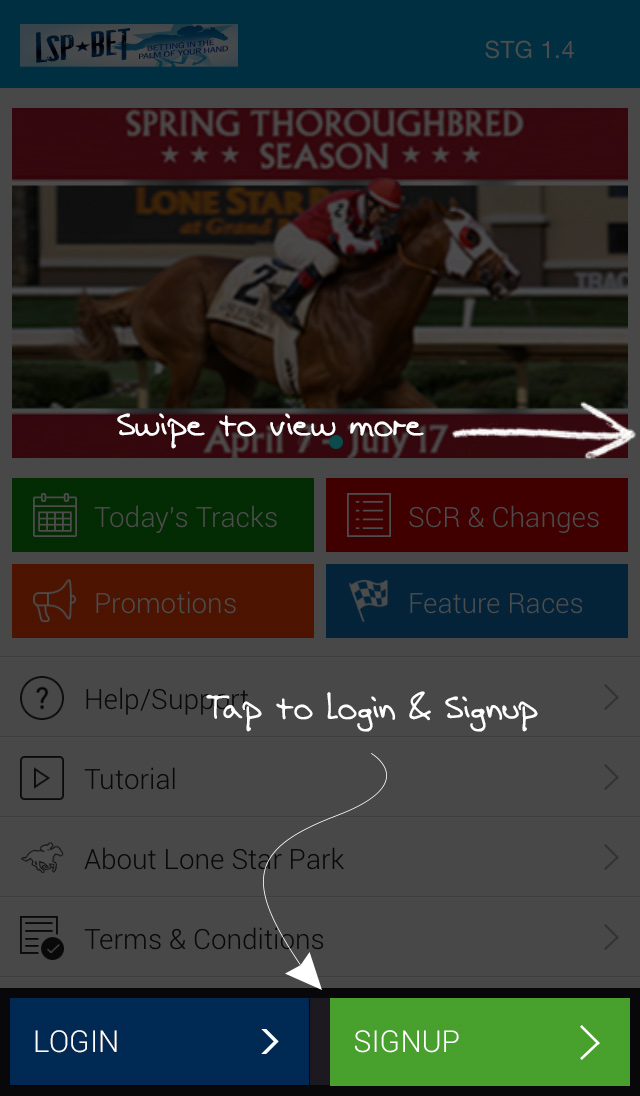 LSP★BET
BETTING IN THE
PALM OF YOUR HAND
STG 1.4
SPRING THOROUGHBRED
★ ★ ★ SEASON ★ ★ ★
LONE STAR
at Grand
TRAC
2
2
Swipe to view more
April 7 - July 17
Today's Tracks
SCR & Changes
Promotions
Feature Races
Help/Support
Tap to Login & Signup
Tutorial
About Lone Star Park
Terms & Conditions
LOGIN
SIGNUP